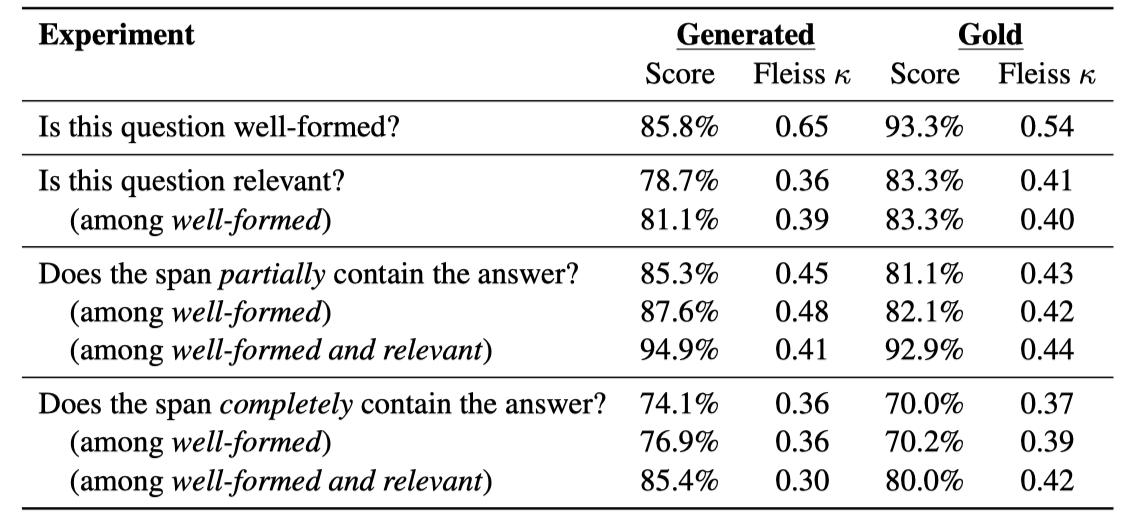 Experiment Generated Gold
Score Fleiss κ Score Fleiss κ
Is this question well-formed? 85.8% 0.65 93.3% 0.54
Is this question relevant? 78.7% 0.36 83.3% 0.41
(among well-formed) 81.1% 0.39 83.3% 0.40
Does the span partially contain the answer? 85.3% 0.45 81.1% 0.43
(among well-formed) 87.6% 0.48 82.1% 0.42
(among well-formed and relevant) 94.9% 0.41 92.9% 0.44
Does the span completely contain the answer? 74.1% 0.36 70.0% 0.37
(among well-formed) 76.9% 0.36 70.2% 0.39
(among well-formed and relevant) 85.4% 0.30 80.0% 0.42